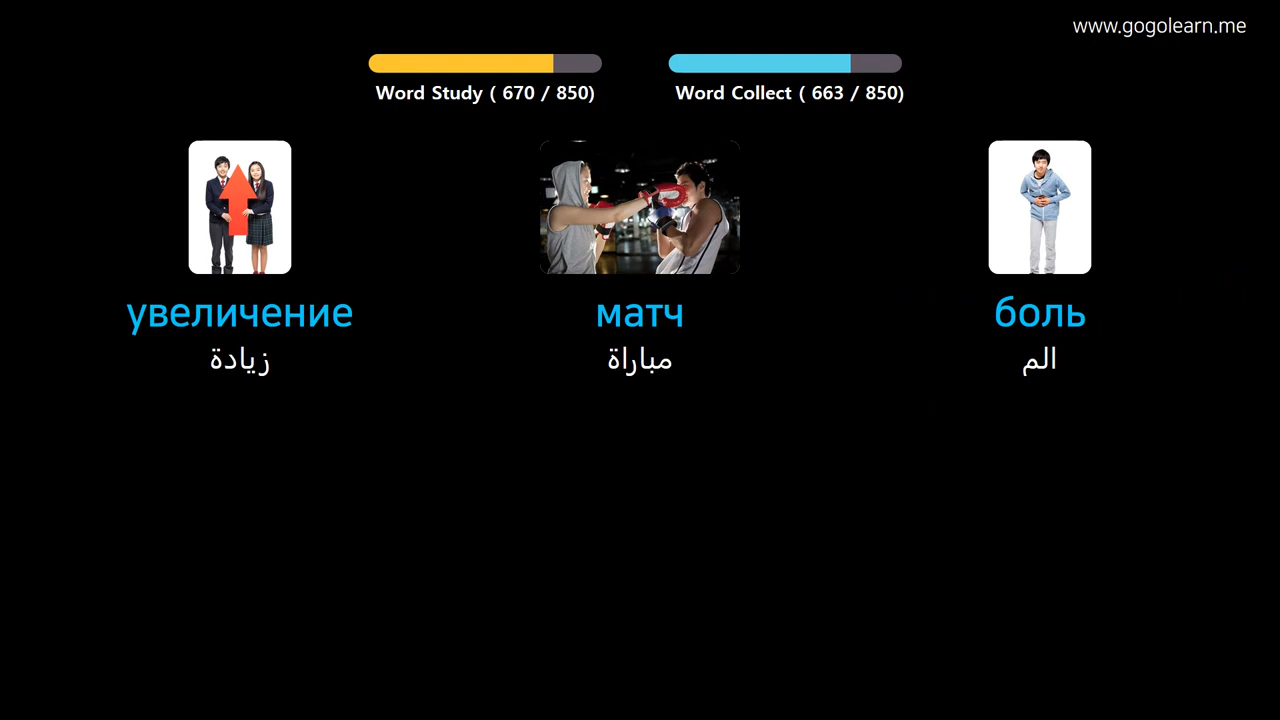 www.gogolearn.me
Word Study ( 670 / 850)
Word Collect ( 663 / 850)
увеличение
матч
боль
زيادة
مباراة
الم